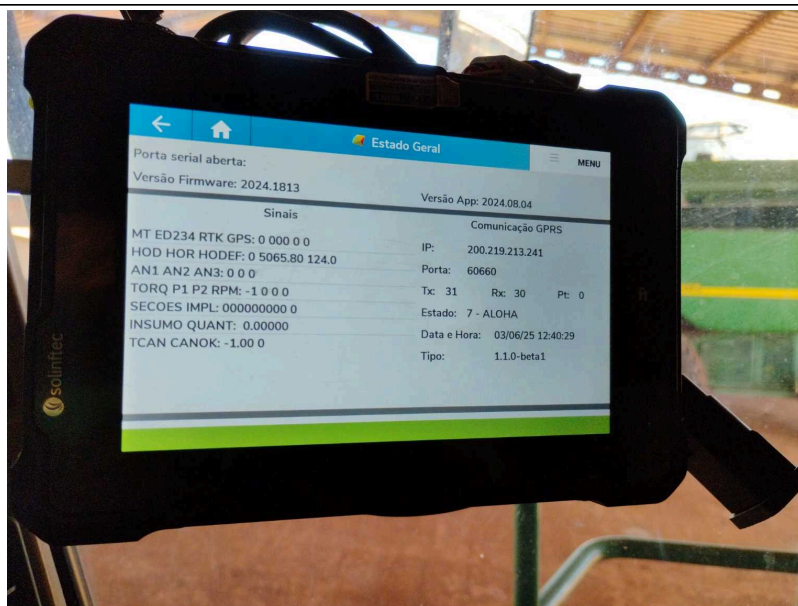 Estado Geral
MENU
Porta serial aberta:
Versão Firmware: 2024.1813
Versão App: 2024.08.04
Sinais
MT ED234 RTK GPS: 0 000 0 0
HOD HOR HODEF: 0 5065.80 124.0
AN1 AN2 AN3: 0 0 0
TORQ P1 P2 RPM: -1 0 0 0
SECOES IMPL: 000000000 0
INSUMO QUANT: 0.00000
TCAN CANOK: -1.00 0
Comunicação GPRS
IP: 200.219.213.241
Porta: 60660
Tx: 31 Rx: 30 Pt: 0
Estado: 7 - ALOHA
Data e Hora: 03/06/25 12:40:29
Tipo: 1.1.0-beta1
solinftec